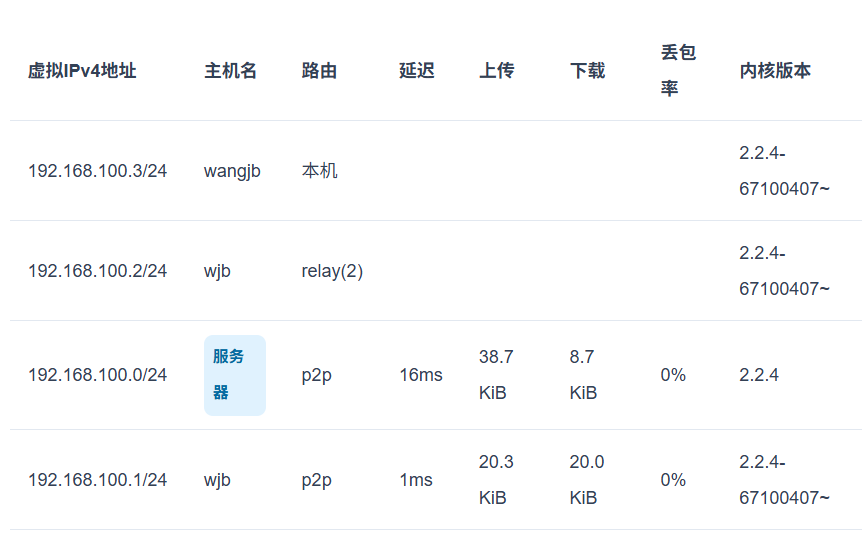 虚拟IPv4地址 主机名 路由 延迟 上传 下载 丢包率 内核版本
192.168.100.3/24 wangjb 本机 2.2.4-67100407~
192.168.100.2/24 wjb relay(2) 2.2.4-67100407~
192.168.100.0/24 服务器 p2p 16ms 38.7 KiB 8.7 KiB 0% 2.2.4
192.168.100.1/24 wjb p2p 1ms 20.3 KiB 20.0 KiB 0% 2.2.4-67100407~